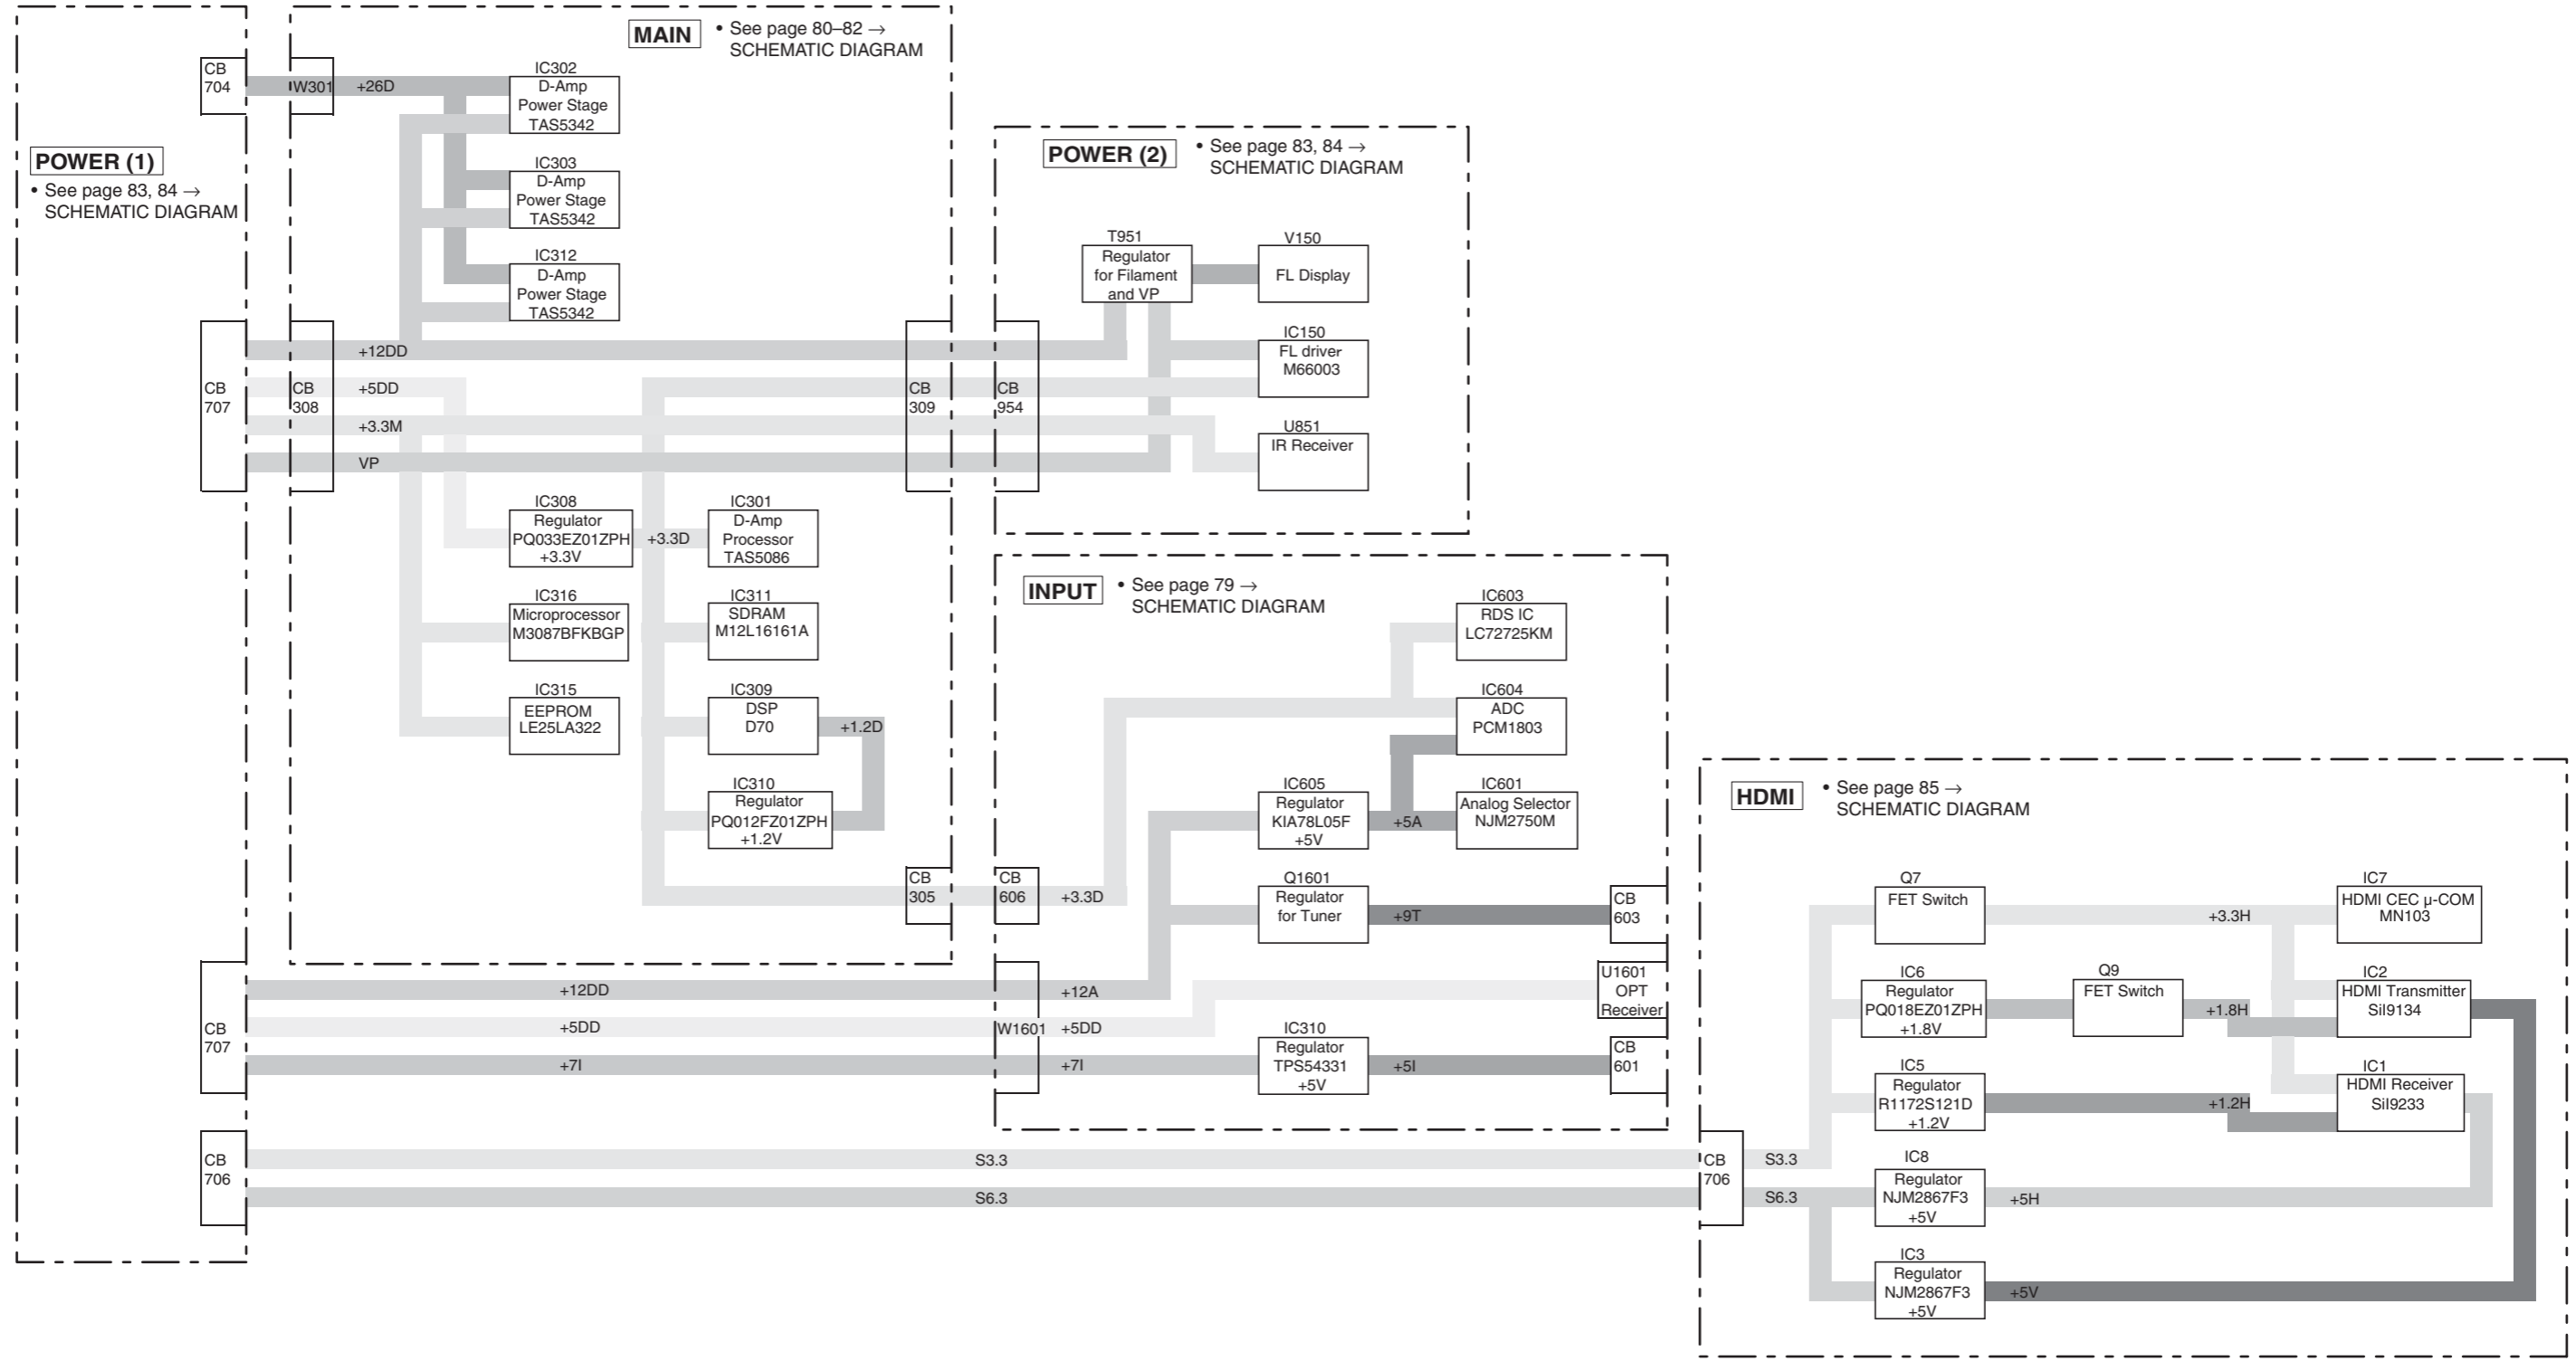 POWER (1)
• See page 83, 84 →
SCHEMATIC DIAGRAM
CB
704
CB
707
CB
707
CB
706
MAIN
• See page 80–82 →
SCHEMATIC DIAGRAM
W301
+26D
IC302
D-Amp
Power Stage
TAS5342
IC303
D-Amp
Power Stage
TAS5342
IC312
D-Amp
Power Stage
TAS5342
CB
308
+12DD
+5DD
+3.3M
VP
IC308
Regulator
PQ033EZ01ZPH
+3.3V
+3.3D
IC301
D-Amp
Processor
TAS5086
IC316
Microprocessor
M3087BFKBGP
IC311
SDRAM
M12L16161A
IC315
EEPROM
LE25LA322
IC309
DSP
D70
+1.2D
IC310
Regulator
PQ012FZ01ZPH
+1.2V
CB
309
CB
305
POWER (2)
• See page 83, 84 →
SCHEMATIC DIAGRAM
CB
954
T951
Regulator
for Filament
and VP
V150
FL Display
IC150
FL driver
M66003
U851
IR Receiver
INPUT
• See page 79 →
SCHEMATIC DIAGRAM
IC603
RDS IC
LC72725KM
IC604
ADC
PCM1803
IC605
Regulator
KIA78L05F
+5V
+5A
IC601
Analog Selector
NJM2750M
CB
606
+3.3D
Q1601
Regulator
for Tuner
+9T
CB
603
+12DD
+12A
U1601
OPT
Receiver
+5DD
W1601
+5DD
+7I
+7I
IC310
Regulator
TPS54331
+5V
+5I
CB
601
S3.3
S6.3
HDMI
• See page 85 →
SCHEMATIC DIAGRAM
CB
706
S3.3
S6.3
Q7
FET Switch
+3.3H
IC7
HDMI CEC µ-COM
MN103
IC6
Regulator
PQ018EZ01ZPH
+1.8V
Q9
FET Switch
+1.8H
IC2
HDMI Transmitter
SiI9134
IC5
Regulator
R1172S121D
+1.2V
+1.2H
IC1
HDMI Receiver
SiI9233
IC8
Regulator
NJM2867F3
+5V
+5H
IC3
Regulator
NJM2867F3
+5V
+5V